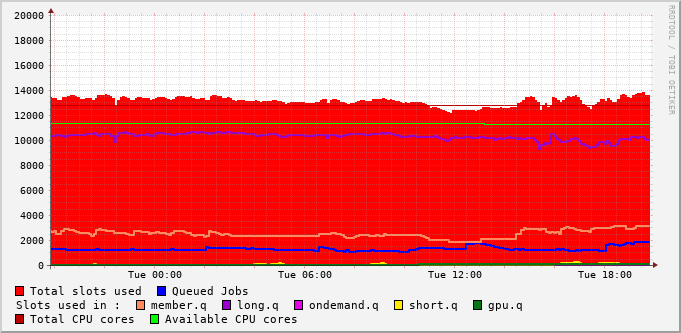 20000
18000
16000
14000
12000
10000
8000
6000
4000
2000
0
Tue 00:00 Tue 06:00 Tue 12:00 Tue 18:00
Total slots used Queued Jobs
Slots used in : member.q long.q ondemand.q short.q gpu.q
Total CPU cores Available CPU cores
RRDTOOL / TOBI OETIKER